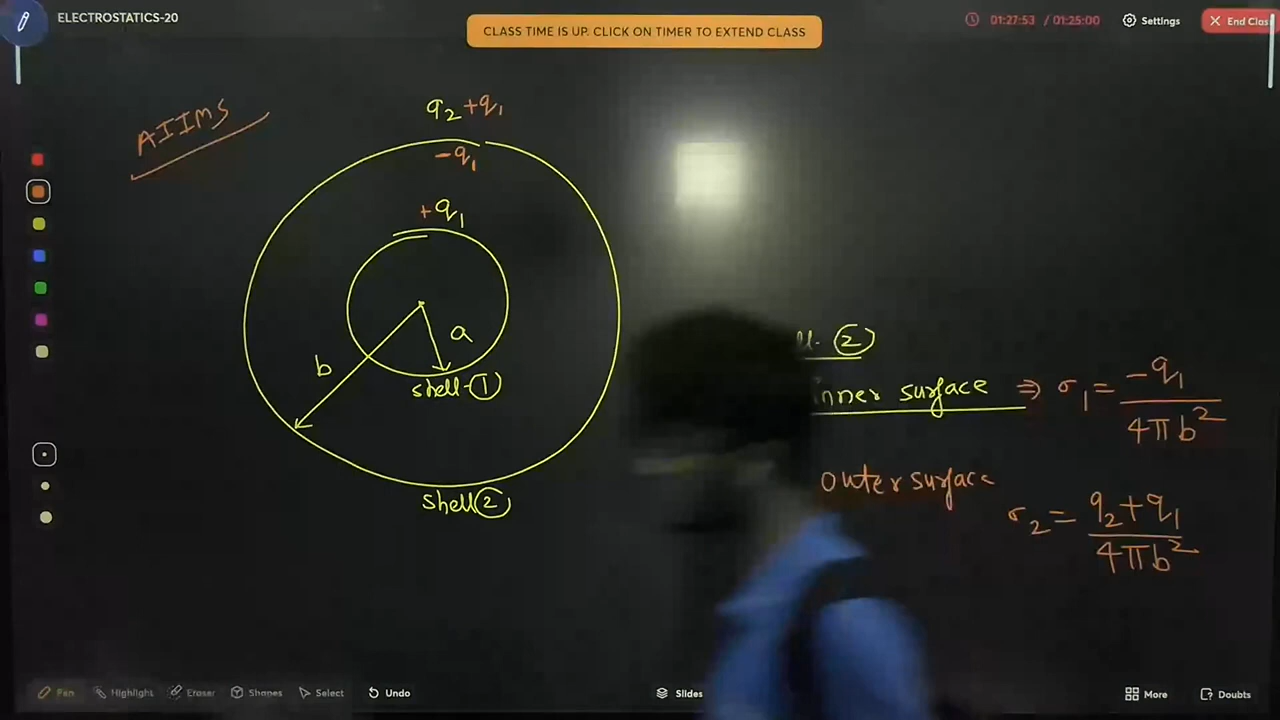 ELECTROSTATICS-20
CLASS TIME IS UP. CLICK ON TIMER TO EXTEND CLASS
01:27:53 / 01:25:00
Settings
End Clas
AIIMS
q₂+q₁
-q₁
+q₁
a
b
shell-①
shell②
②
inner surface ⇒ σ₁ = -q₁/4πb²
outer surface
σ₂ = q₂+q₁/4πb²
Pen
Highlight
Eraser
Shapes
Select
Undo
Slides
More
Doubts